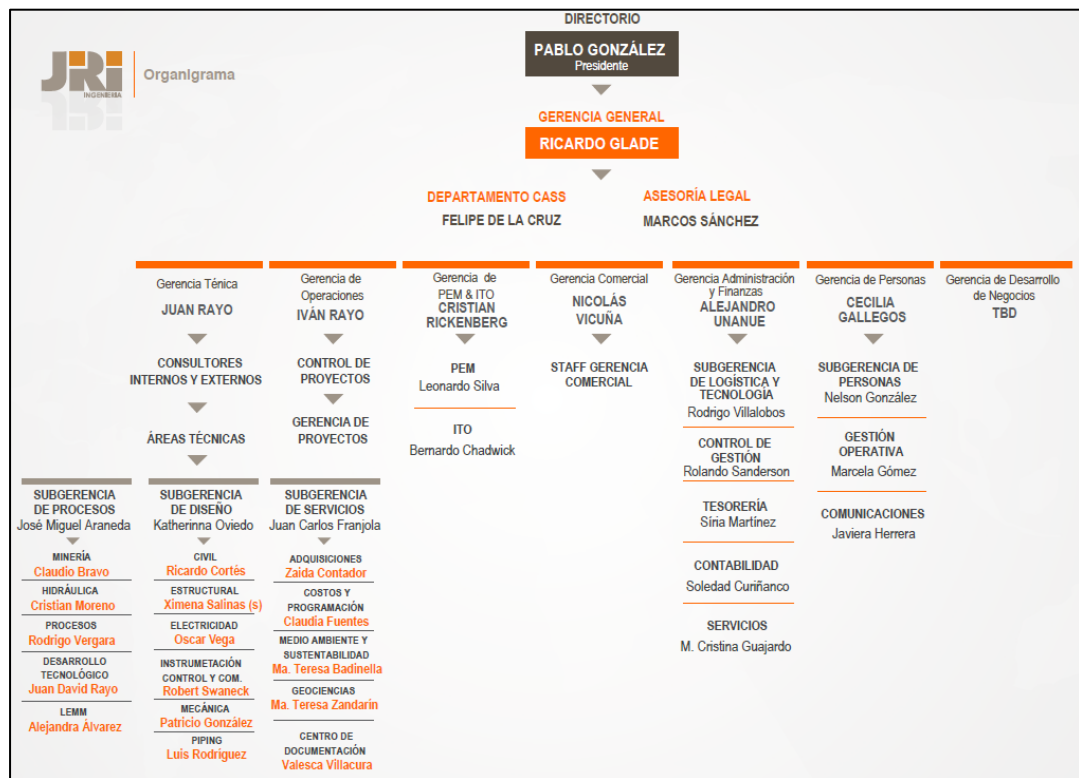 DIRECTORIO
PABLO GONZÁLEZ
Presidente
JRi
INGENIERIA
Organigrama
GERENCIA GENERAL
RICARDO GLADE
DEPARTAMENTO CASS
FELIPE DE LA CRUZ
ASESORÍA LEGAL
MARCOS SÁNCHEZ
Gerencia Ténica
JUAN RAYO
CONSULTORES
INTERNOS Y EXTERNOS
ÁREAS TÉCNICAS
Gerencia de
Operaciones
IVÁN RAYO
CONTROL DE
PROYECTOS
GERENCIA DE
PROYECTOS
Gerencia de
PEM & ITO
CRISTIAN
RICKENBERG
PEM
Leonardo Silva
ITO
Bernardo Chadwick
Gerencia Comercial
NICOLÁS
VICUÑA
STAFF GERENCIA
COMERCIAL
Gerencia Administración
y Finanzas
ALEJANDRO
UNANUE
SUBGERENCIA
DE LOGÍSTICA Y
TECNOLOGÍA
Rodrigo Villalobos
CONTROL DE
GESTIÓN
Rolando Sanderson
TESORERÍA
Síria Martínez
CONTABILIDAD
Soledad Curiñanco
SERVICIOS
M. Cristina Guajardo
Gerencia de Personas
CECILIA
GALLEGOS
SUBGERENCIA DE
PERSONAS
Nelson González
GESTIÓN
OPERATIVA
Marcela Gómez
COMUNICACIONES
Javiera Herrera
Gerencia de Desarrollo
de Negocios
TBD
SUBGERENCIA
DE PROCESOS
José Miguel Araneda
MINERÍA
Claudio Bravo
HIDRÁULICA
Cristian Moreno
PROCESOS
Rodrigo Vergara
DESARROLLO
TECNOLÓGICO
Juan David Rayo
LEMM
Alejandra Álvarez
SUBGERENCIA
DE DISEÑO
Katherinna Oviedo
CIVIL
Ricardo Cortés
ESTRUCTURAL
Ximena Salinas (s)
ELECTRICIDAD
Oscar Vega
INSTRUMETACIÓN
CONTROL Y COM.
Robert Swaneck
MECÁNICA
Patricio González
PIPING
Luis Rodríguez
SUBGERENCIA
DE SERVICIOS
Juan Carlos Franjola
ADQUISICIONES
Zaida Contador
COSTOS Y
PROGRAMACIÓN
Claudia Fuentes
MEDIO AMBIENTE Y
SUSTENTABILIDAD
Ma. Teresa Badinella
GEOCIENCIAS
Ma. Teresa Zandarín
CENTRO DE
DOCUMENTACIÓN
Valesca Villacura